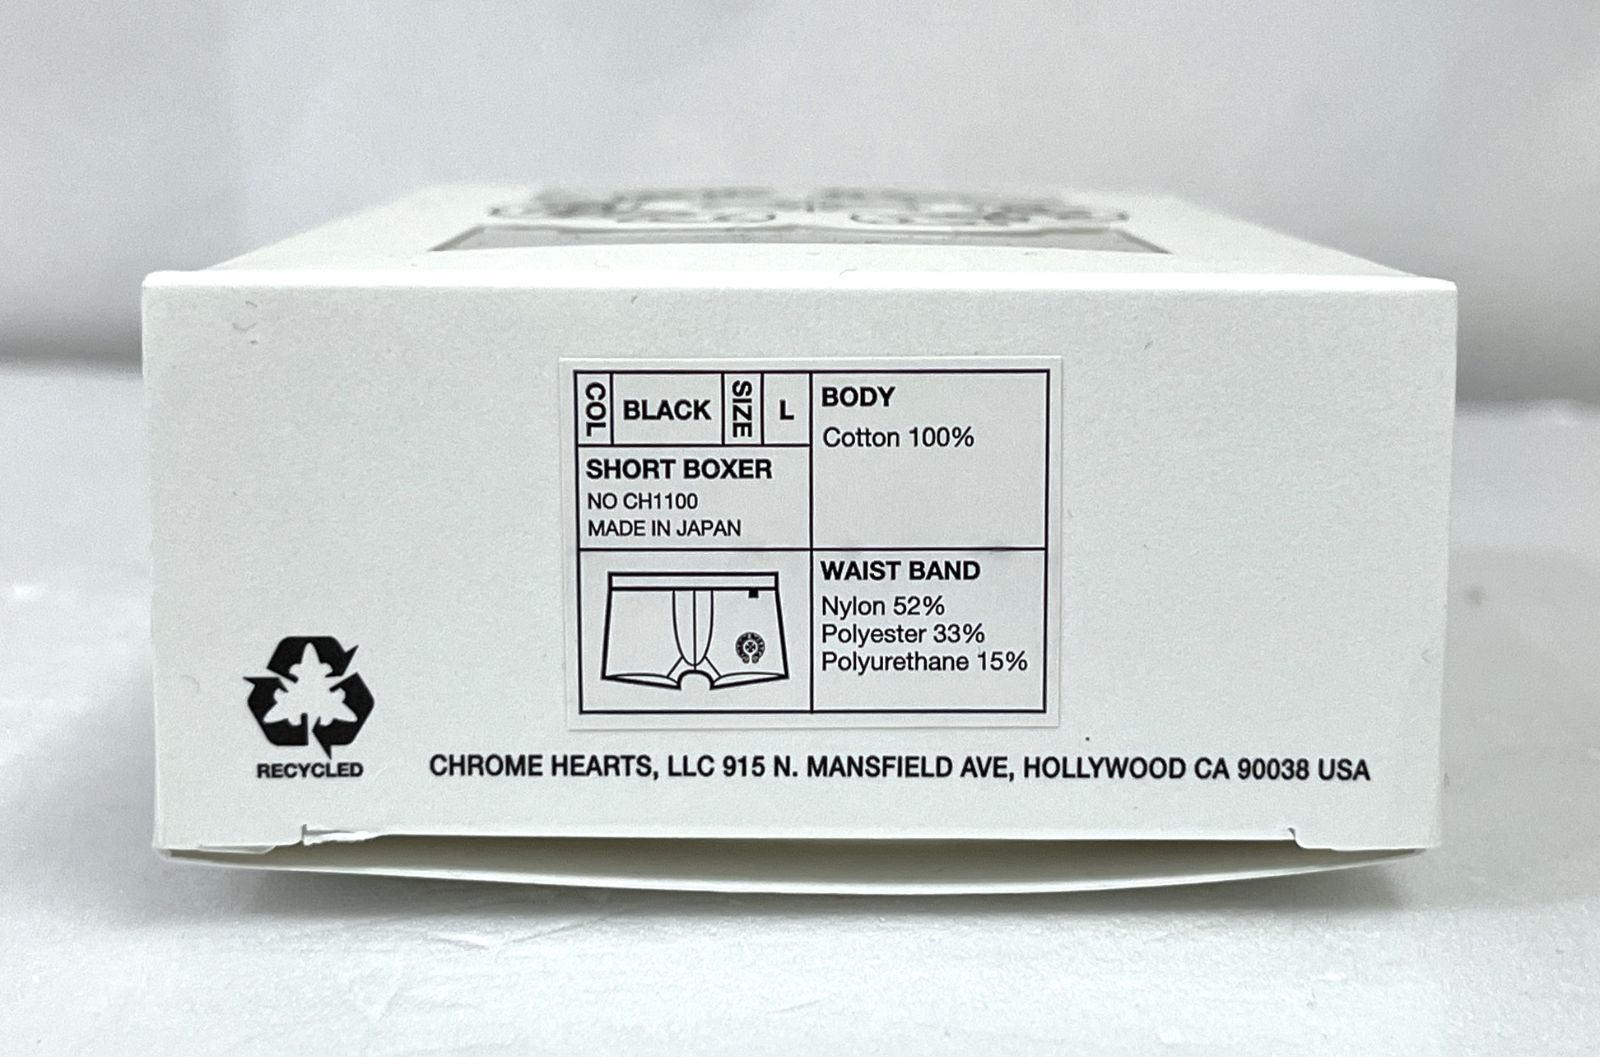 COL BLACK SIZE L
SHORT BOXER
NO CH1100
MADE IN JAPAN
BODY
Cotton 100%
WAIST BAND
Nylon 52%
Polyester 33%
Polyurethane 15%
RECYCLED
CHROME HEARTS, LLC 915 N. MANSFIELD AVE, HOLLYWOOD CA 90038 USA